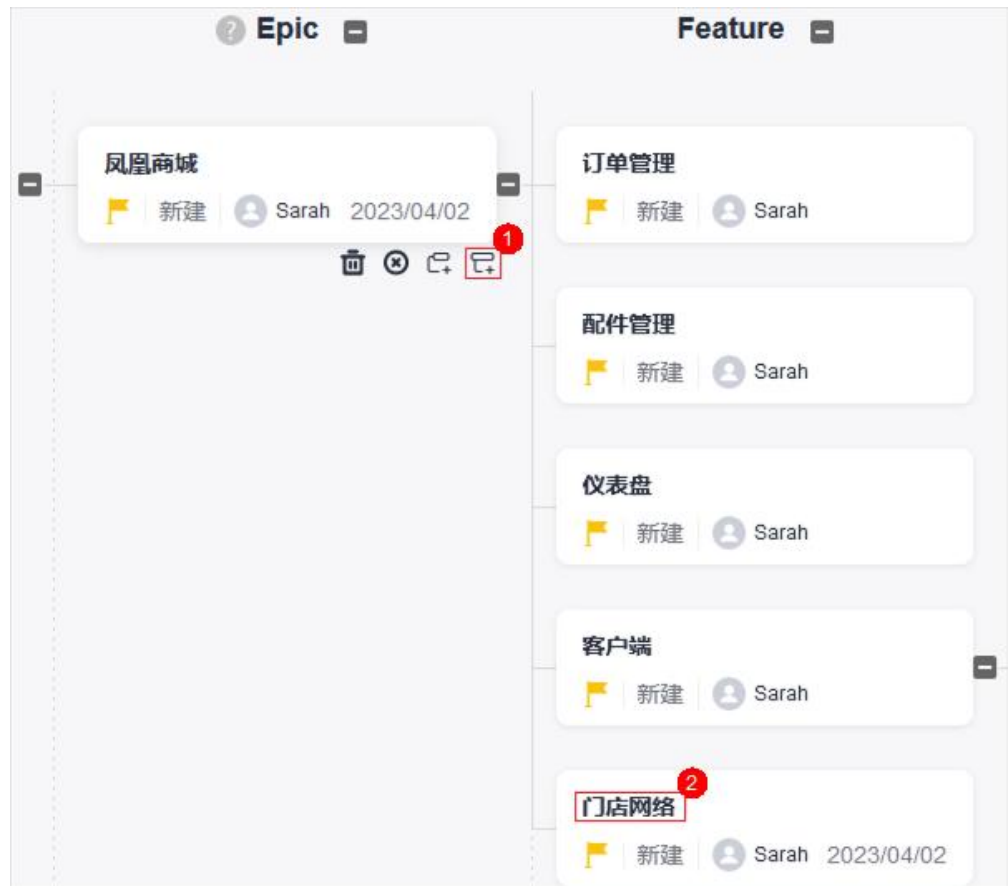 ? Epic
Feature
凤凰商城
新建 Sarah 2023/04/02
1
订单管理
新建 Sarah
配件管理
新建 Sarah
仪表盘
新建 Sarah
客户端
新建 Sarah
2
门店网络
新建 Sarah 2023/04/02